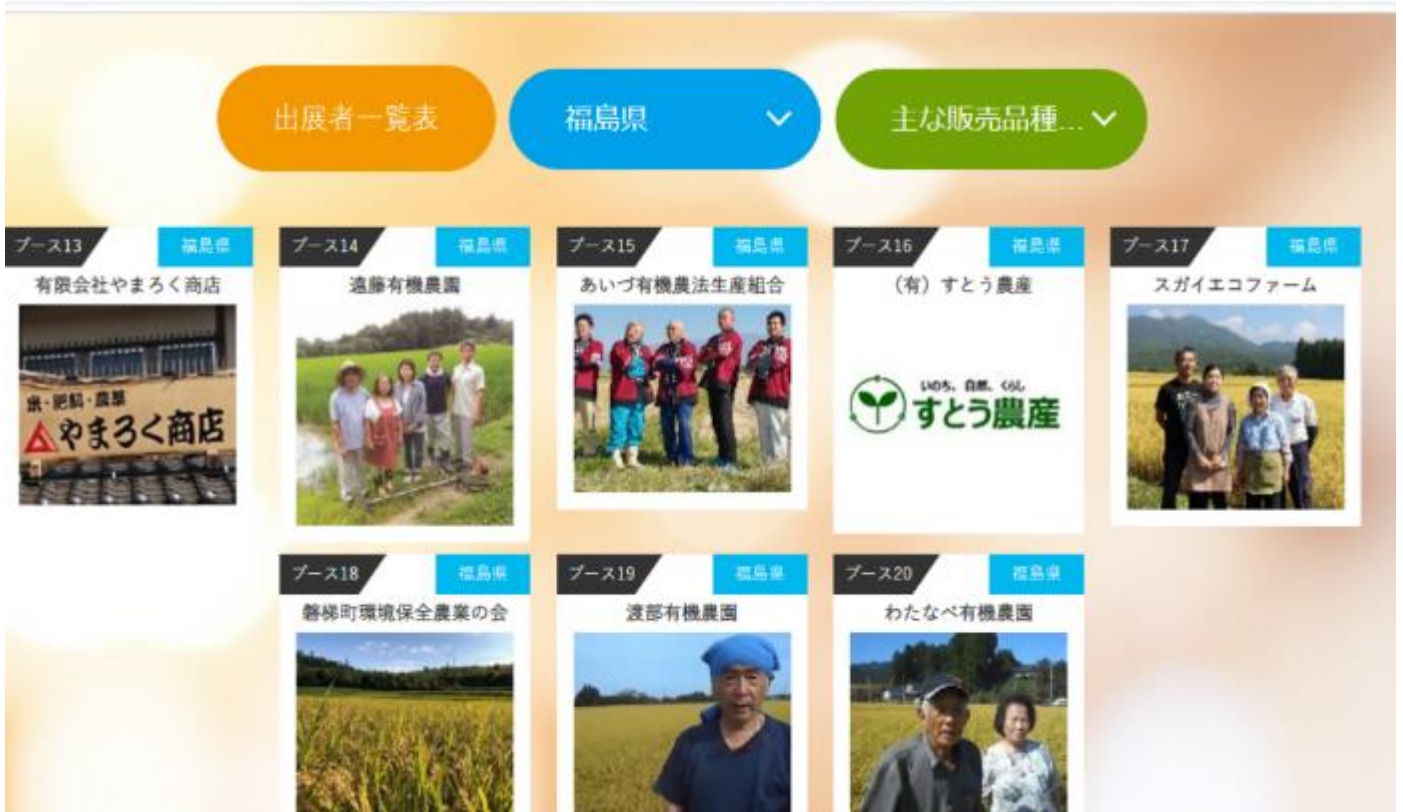 出展者一覧表
福島県
主な販売品種...
ブース13
福島県
有限会社やまろく商店
米・肥料・農薬
やまろく商店
ブース14
福島県
遠藤有機農園
ブース15
福島県
あいづ有機農法生産組合
ブース16
福島県
(有)すとう農産
いのち、自然、くらし
すとう農産
ブース17
福島県
スガイエコファーム
ブース18
福島県
磐梯町環境保全農業の会
ブース19
福島県
渡部有機農園
ブース20
福島県
わたなべ有機農園